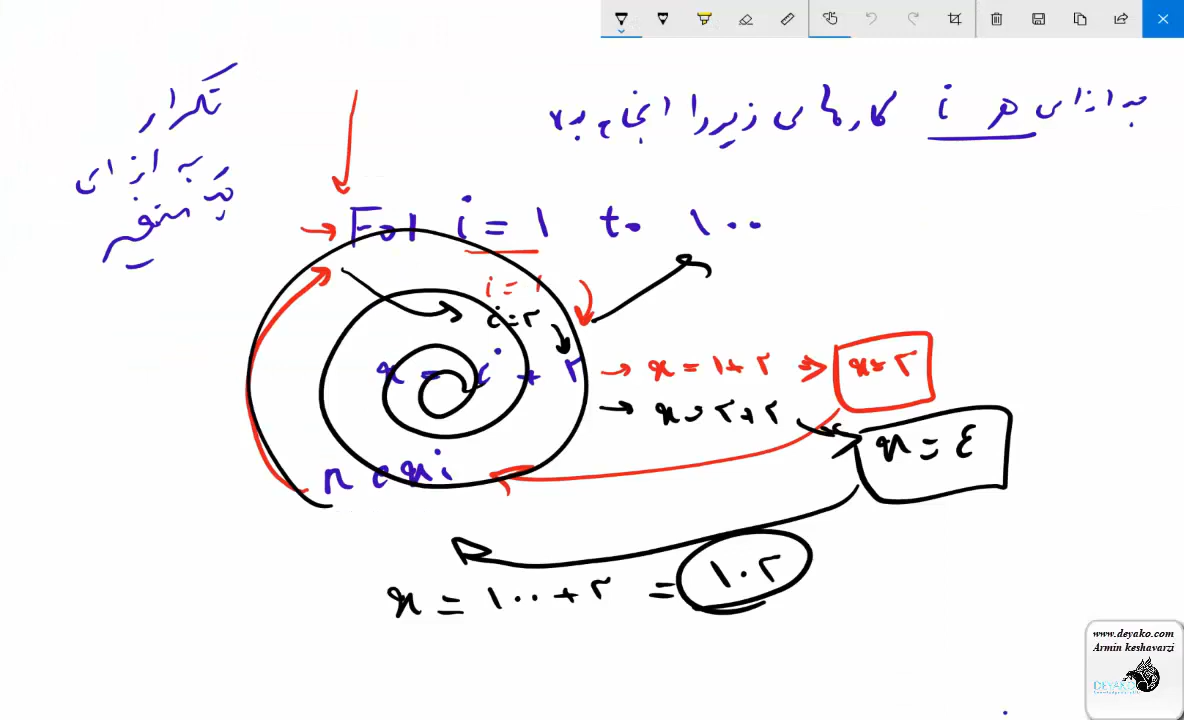 به ازای هر i کارهای زیر را انجام بده
تکرار
به ازای
یک متغیر
For i = 1 to ۱۰۰
i = ۱
i = ۲
x = i + ۲
x = ۱ + ۲ ⇒ x = ۳
x = ۲ + ۲
x = ٤
next i
x = ۱۰۰ + ۲ = ۱۰۲
www.deyako.com
Armin keshavarzi
DEYAKO